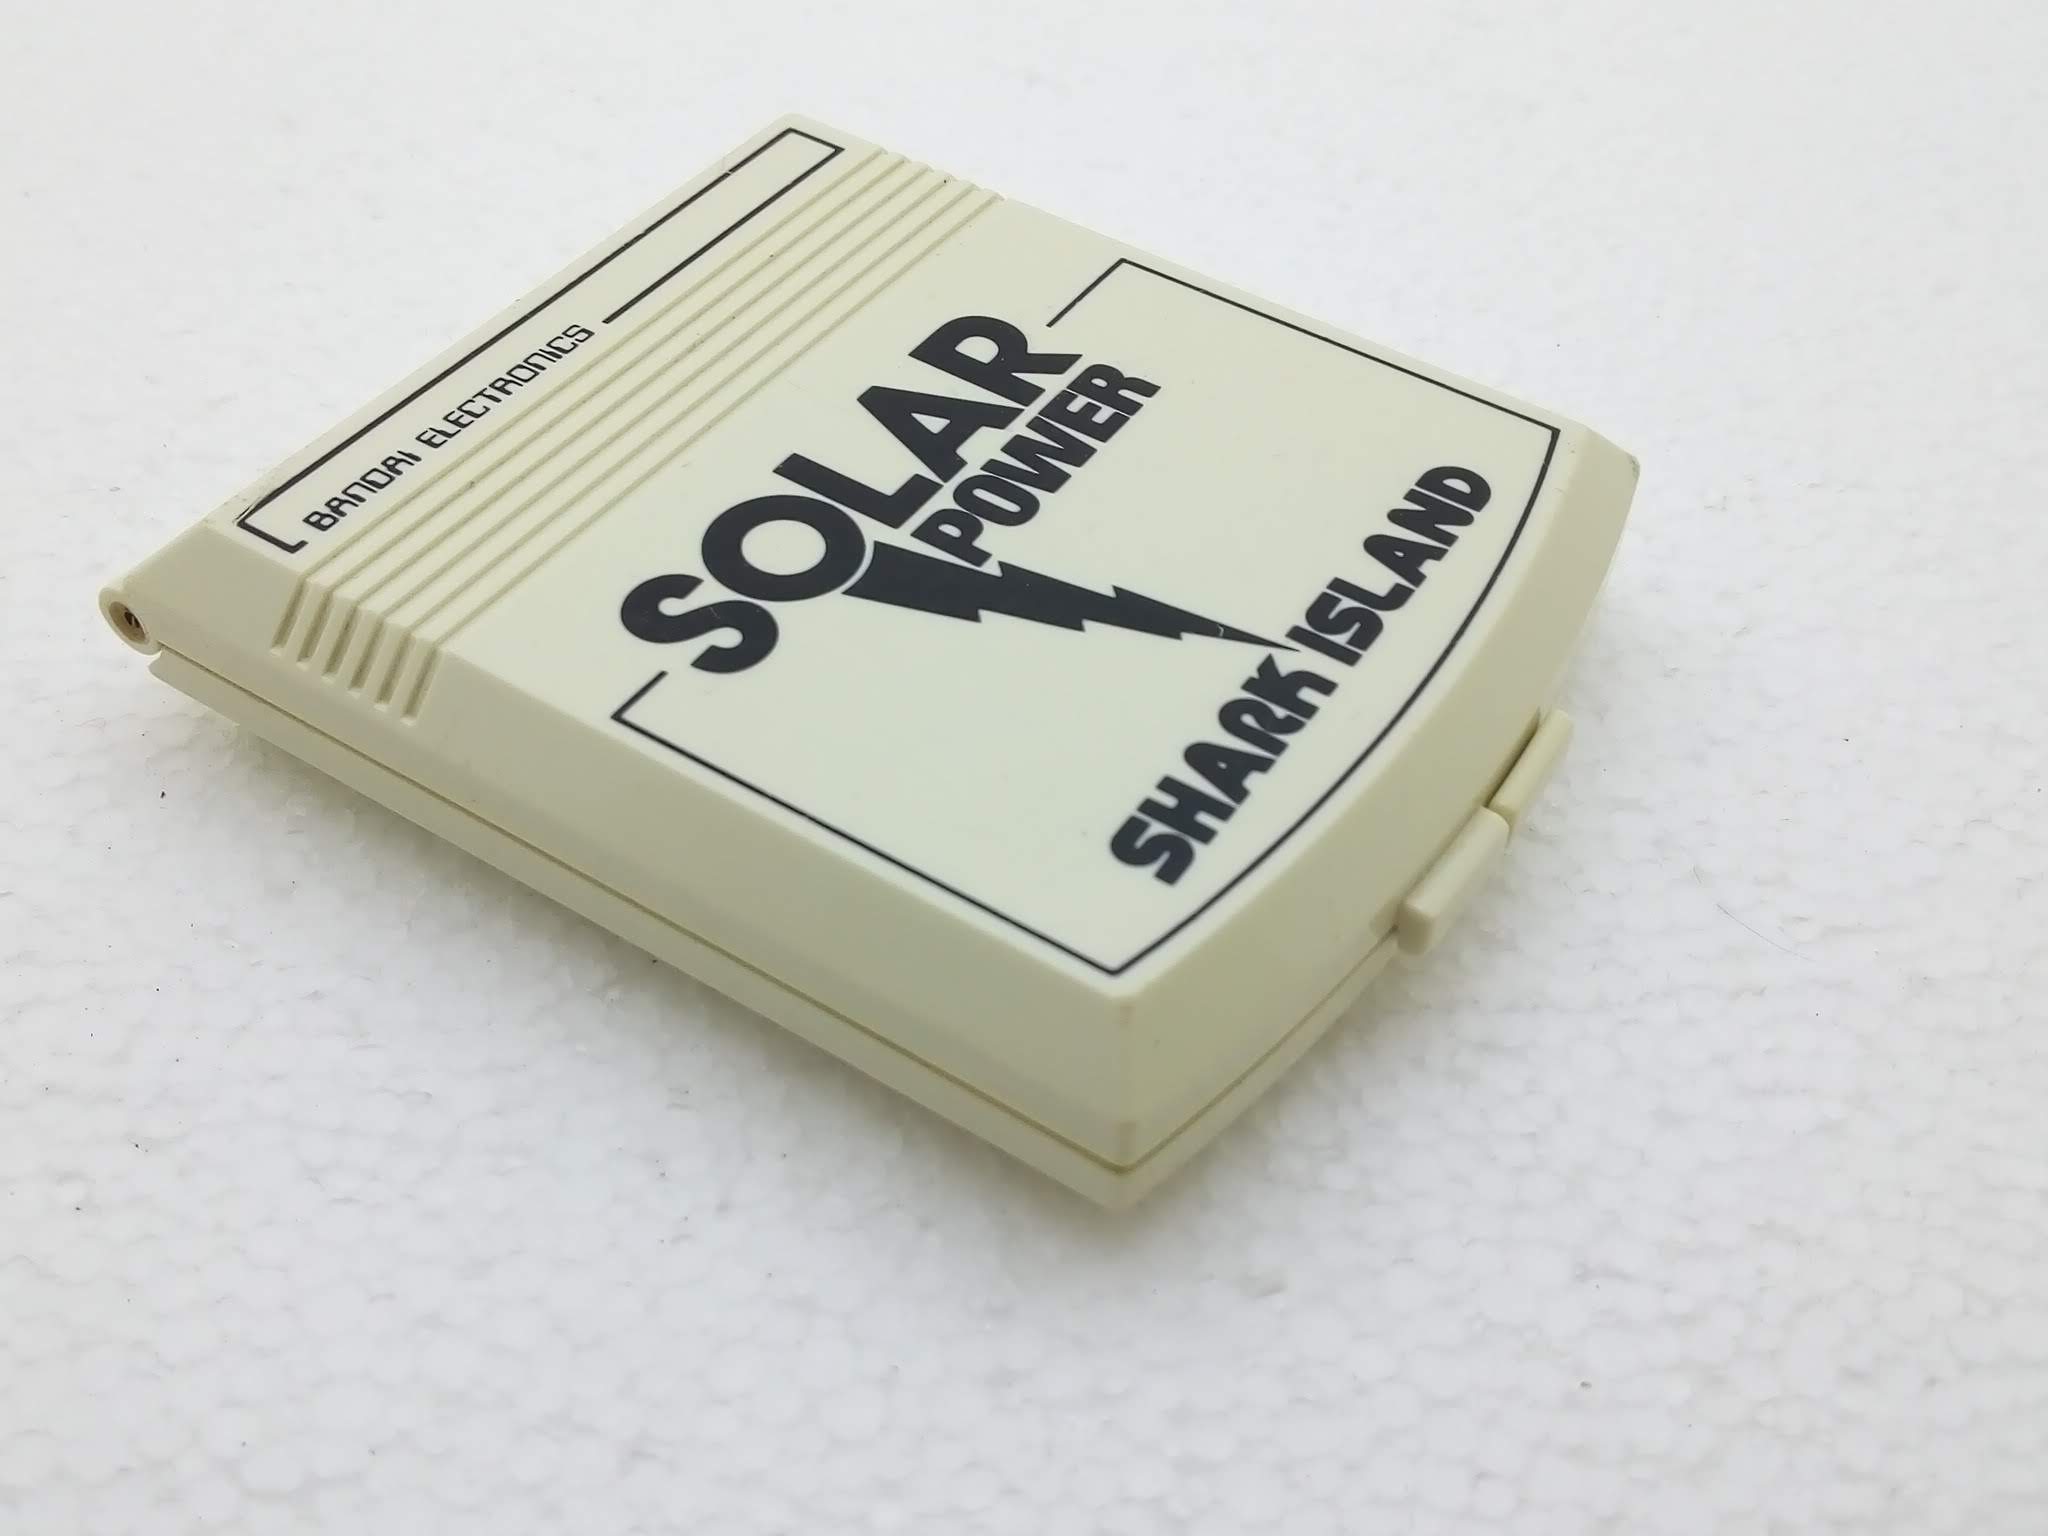 BANDAI ELECTRONICS
SOLAR
POWER
SHARK ISLAND